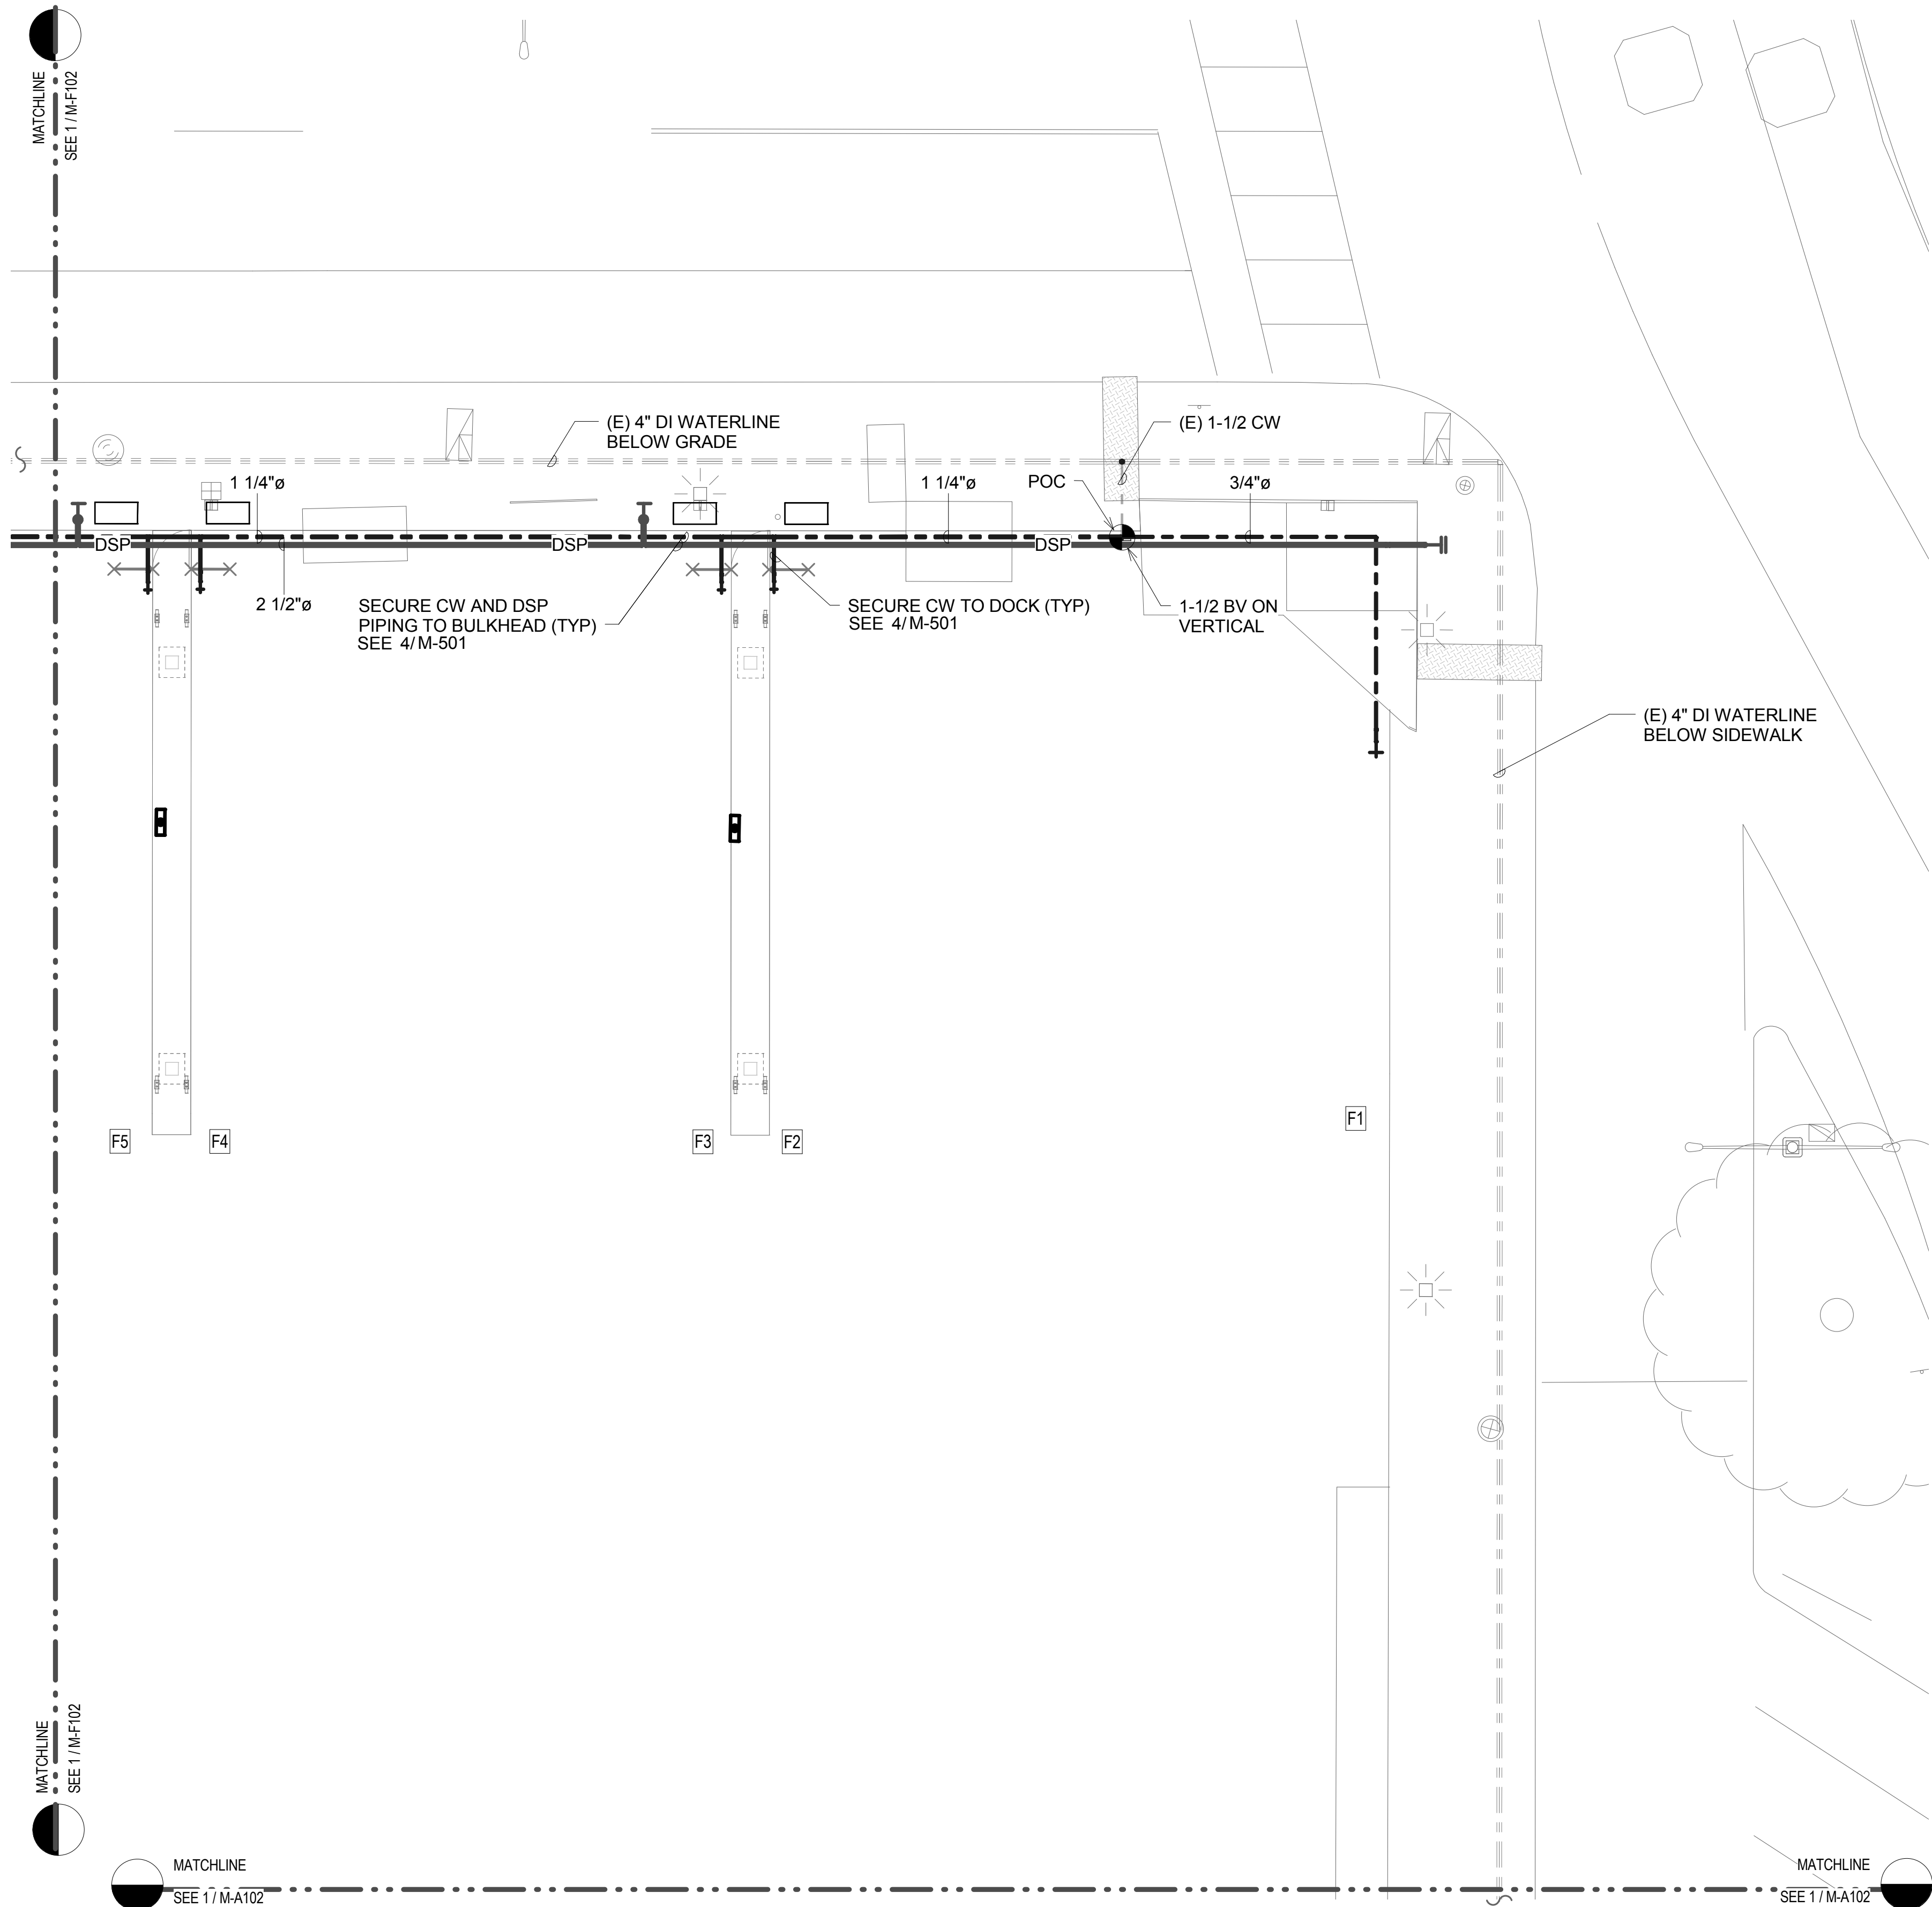 MATCHLINE
SEE 1 / M-F102
(E) 4" DI WATERLINE
BELOW GRADE
(E) 1-1/2 CW
1 1/4"ø
1 1/4"ø
POC
3/4"ø
DSP
DSP
DSP
2 1/2"ø
SECURE CW AND DSP
PIPING TO BULKHEAD (TYP)
SEE 4/ M-501
SECURE CW TO DOCK (TYP)
SEE 4/ M-501
1-1/2 BV ON
VERTICAL
(E) 4" DI WATERLINE
BELOW SIDEWALK
F5
F4
F3
F2
F1
MATCHLINE
SEE 1 / M-F102
MATCHLINE
SEE 1 / M-A102
MATCHLINE
SEE 1 / M-A102